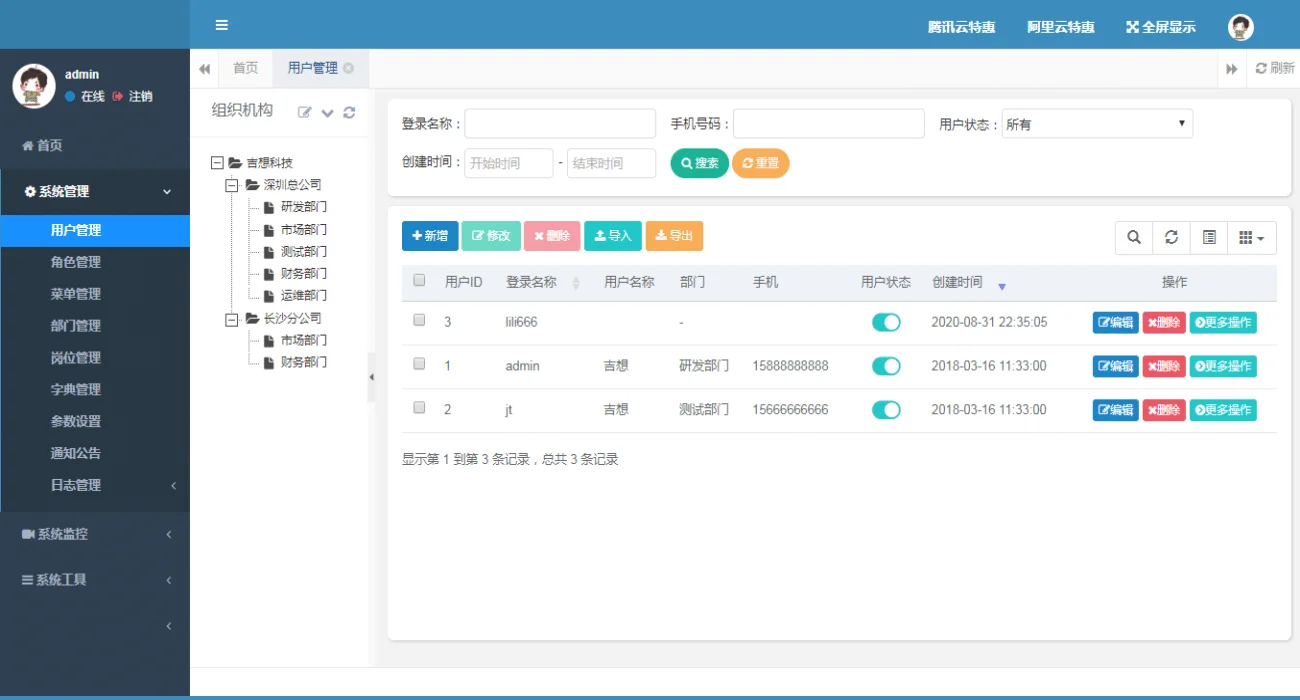 腾讯云特惠 阿里云特惠 全屏显示
admin
在线 注销
首页
系统管理
用户管理
角色管理
菜单管理
部门管理
岗位管理
字典管理
参数设置
通知公告
日志管理
系统监控
系统工具
首页 用户管理 刷新
组织机构
吉想科技
深圳总公司
研发部门
市场部门
测试部门
财务部门
运维部门
长沙分公司
市场部门
财务部门
登录名称： 手机号码： 用户状态： 所有
创建时间： 开始时间 - 结束时间 搜索 重置
新增 修改 删除 导入 导出
用户ID 登录名称 用户名称 部门 手机 用户状态 创建时间 操作
3 lili666 - 2020-08-31 22:35:05 编辑 删除 更多操作
1 admin 吉想 研发部门 15888888888 2018-03-16 11:33:00 编辑 删除 更多操作
2 jt 吉想 测试部门 15666666666 2018-03-16 11:33:00 编辑 删除 更多操作
显示第 1 到第 3 条记录，总共 3 条记录